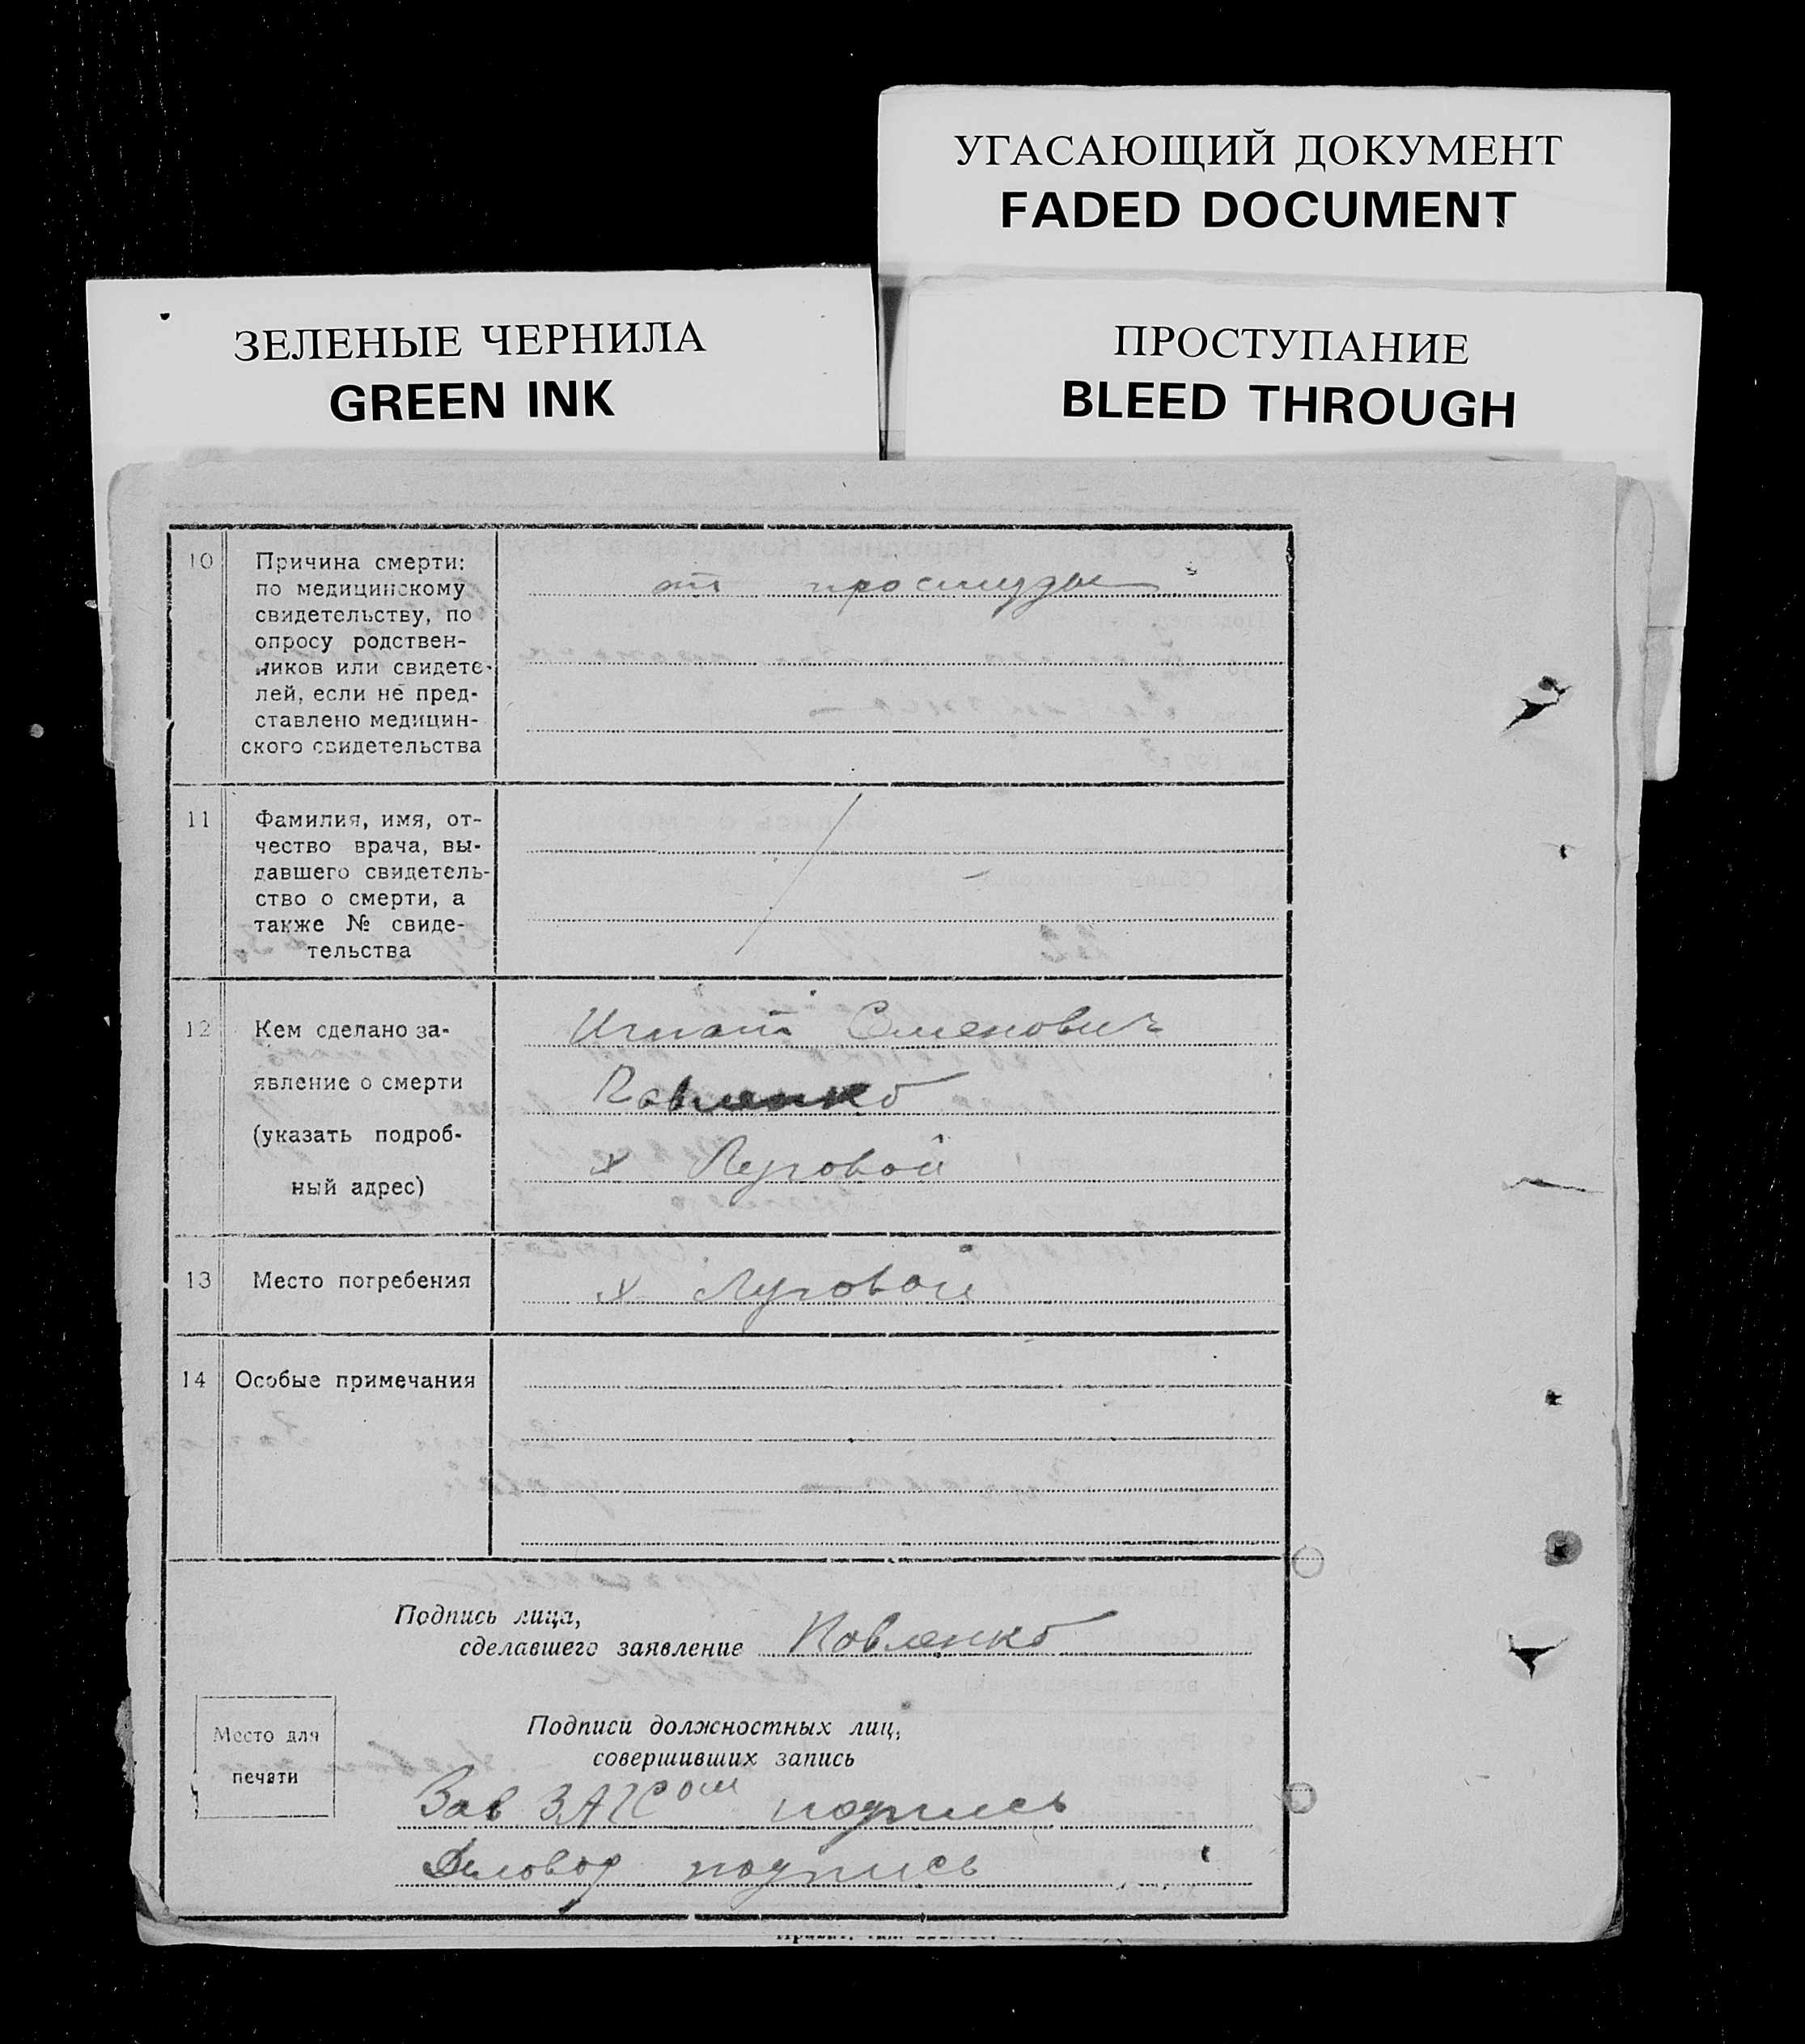 УГАСАЮЩИЙ ДОКУМЕНТ
FADED DOCUMENT
ЗЕЛЕНЫЕ ЧЕРНИЛА
GREEN INK
ПРОСТУПАНИЕ
BLEED THROUGH
10
Причина смерти:
по медицинскому
свидетельству, по
опросу родствен-
ников или свидете-
лей, если не пред-
ставлено медицин-
ского свидетельства
от простуды
11
Фамилия, имя, от-
чество врача, вы-
давшего свидетель-
ство о смерти, а
также № свиде-
тельства
12
Кем сделано за-
явление о смерти
(указать подроб-
ный адрес)
Игнат Семенович
Павленко
х Луговой
13
Место погребения
х Луговой
14
Особые примечания
Подпись лица,
сделавшего заявление Повленко
Место для
печати
Подписи должностных лиц,
совершивших запись
Зав ЗАГСом подпись
Деловод подпись